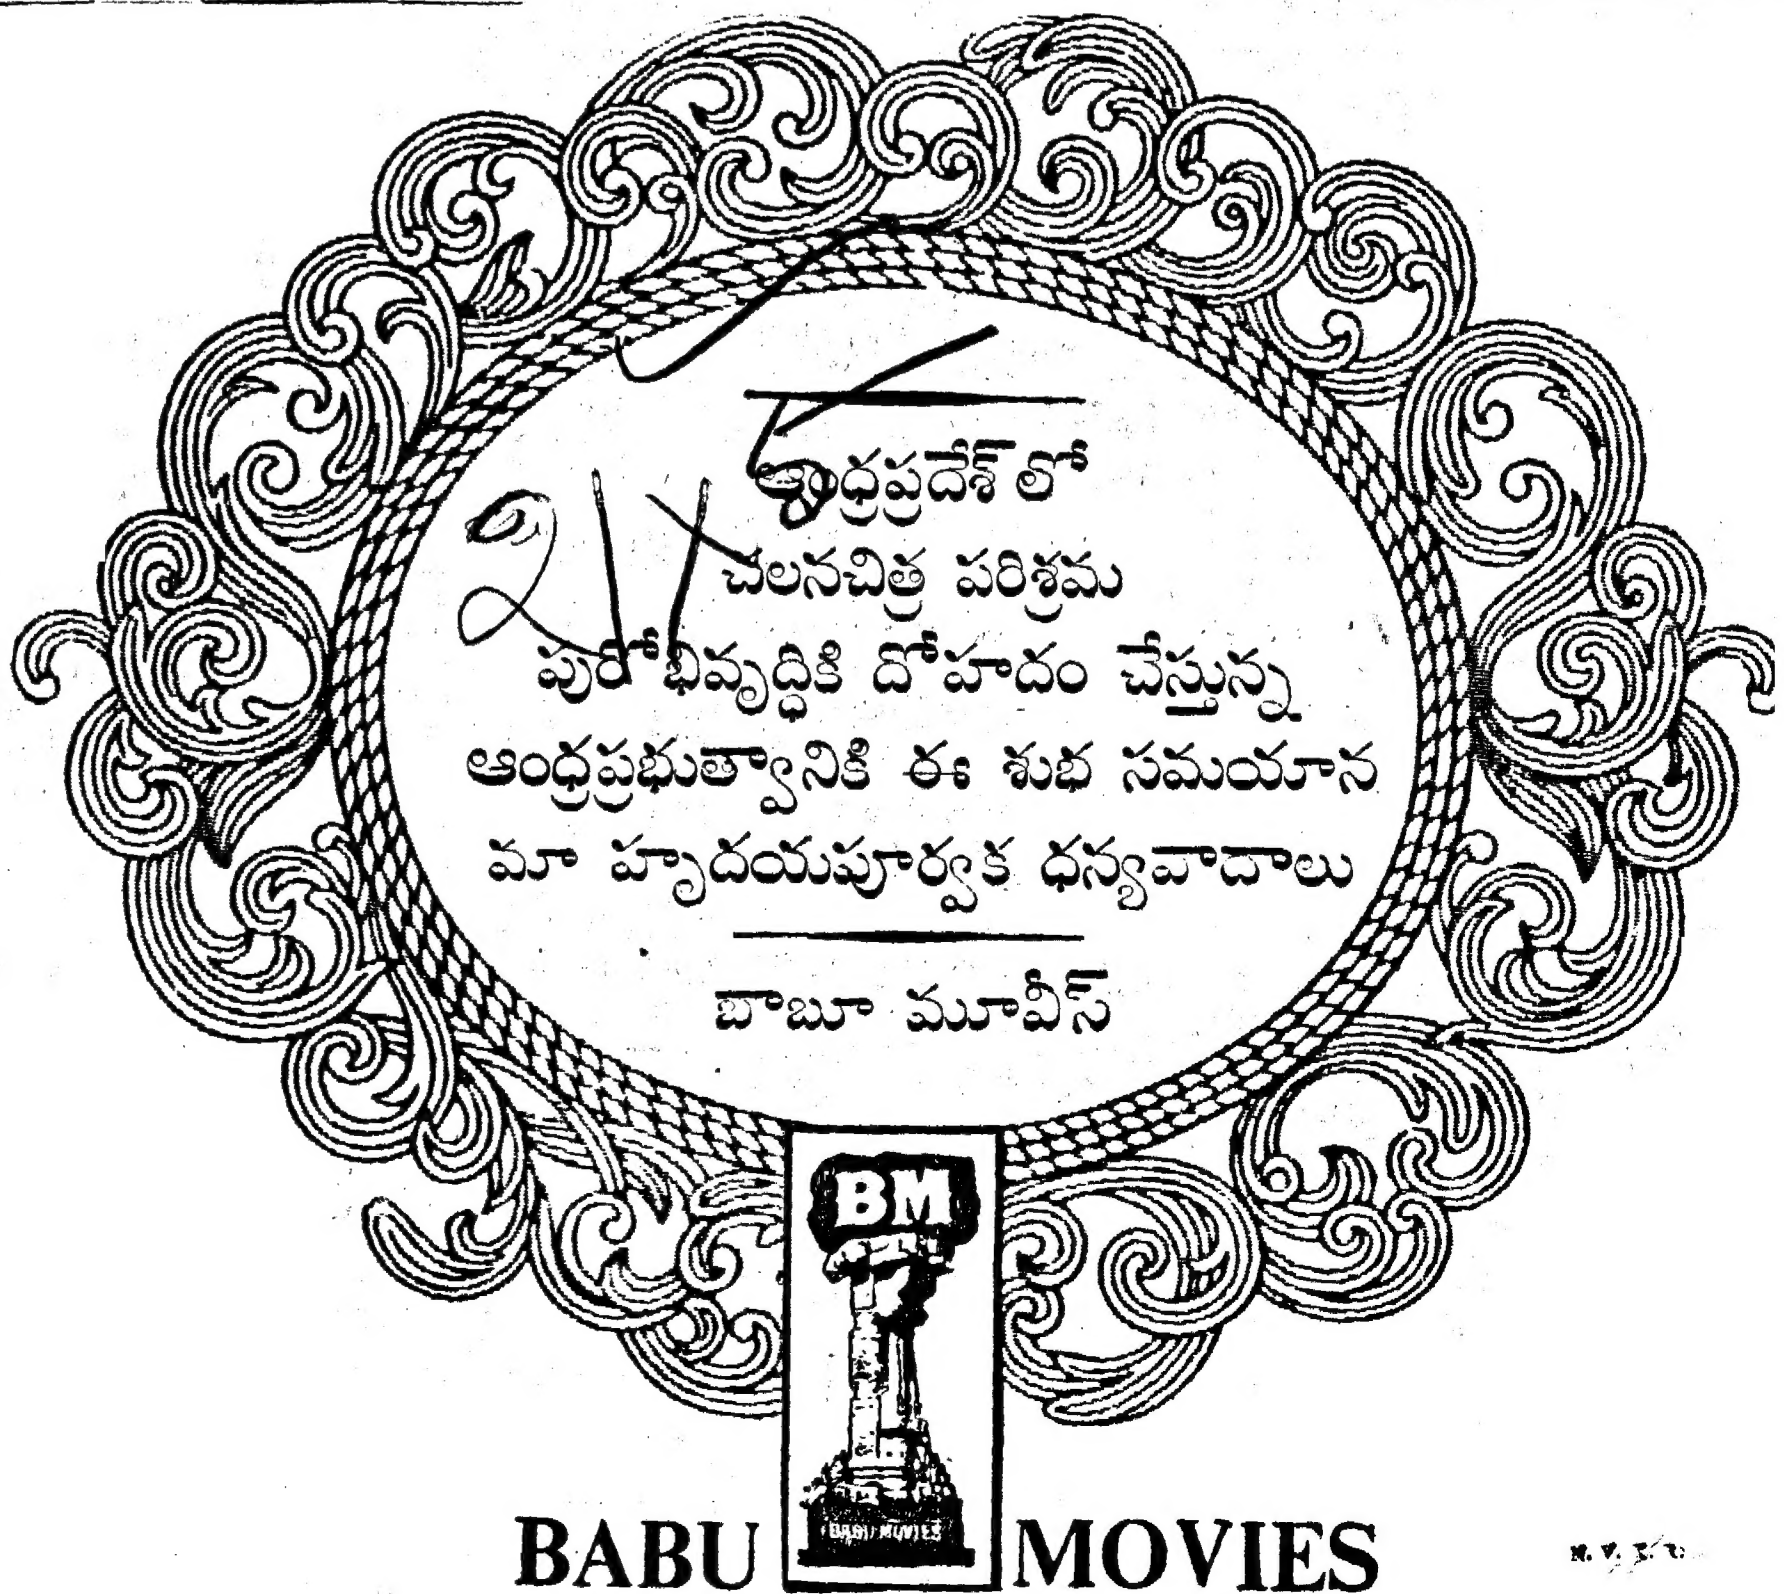 ఆంధ్రప్రదేశ్ లో
చలనచిత్ర పరిశ్రమ
పురోభివృద్ధికి దోహదం చేస్తున్న
ఆంధ్రప్రభుత్వానికి ఈ శుభ సమయాన
మా హృదయపూర్వక ధన్యవాదాలు
బాబూ మూవీస్
BM
BABU MOVIES
BABU MOVIES